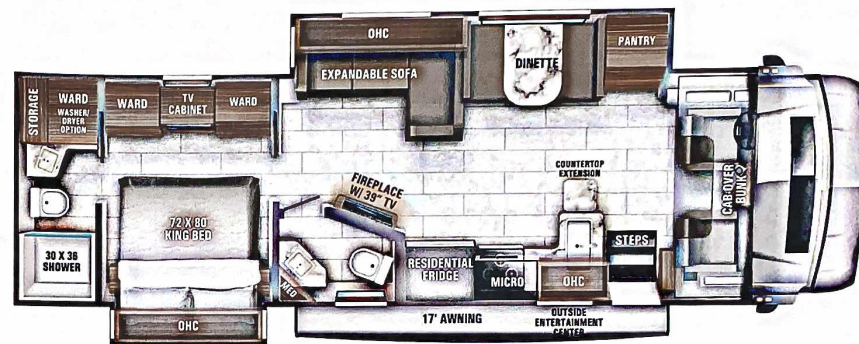 OHC
EXPANDABLE SOFA
DINETTE
PANTRY
STORAGE
WARD
WASHER/
DRYER
OPTION
WARD
TV
CABINET
WARD
CAB-OVER
BUNK
COUNTERTOP
EXTENSION
FIREPLACE
W/ 39" TV
72 X 80
KING BED
30 X 36
SHOWER
MED
RESIDENTIAL
FRIDGE
MICRO
OHC
STEPS
OHC
17' AWNING
OUTSIDE
ENTERTAINMENT
CENTER